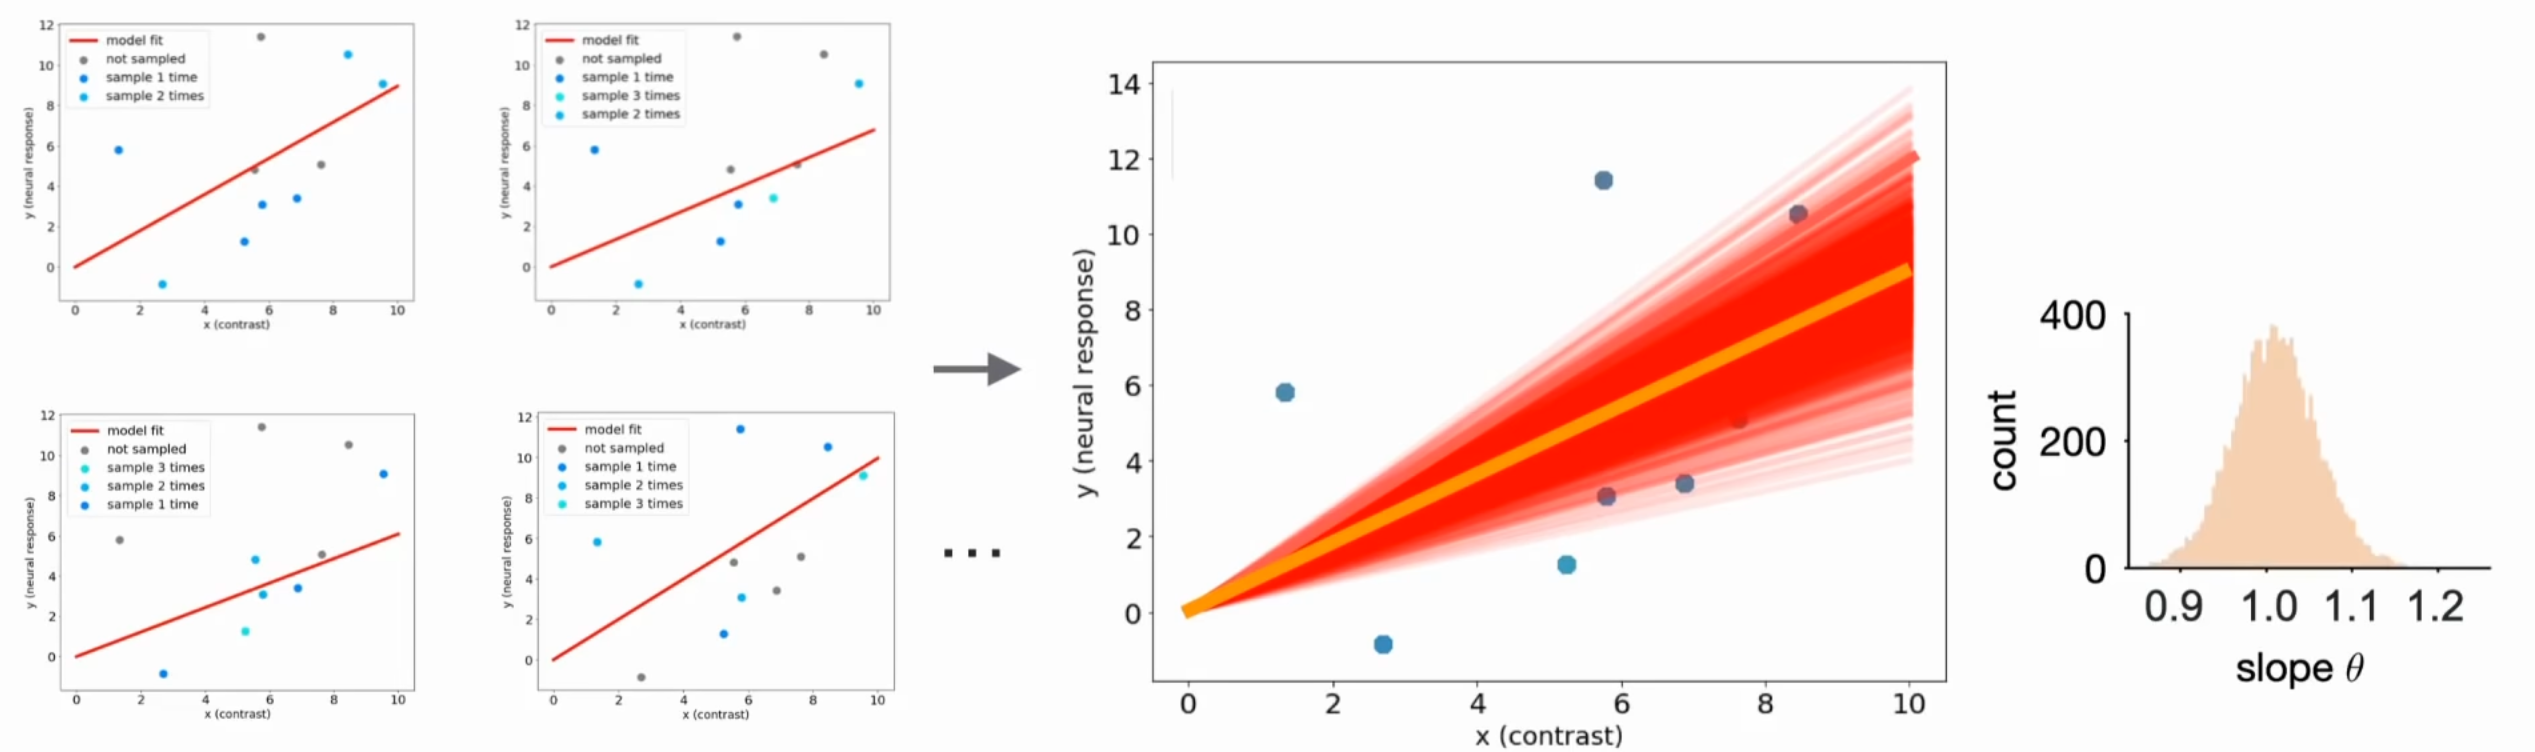 12
10
8
6
4
2
0
y (neural response)
model fit
not sampled
sample 1 time
sample 2 times
0 2 4 6 8 10
x (contrast)
12
10
8
6
4
2
0
y (neural response)
model fit
not sampled
sample 1 time
sample 3 times
sample 2 times
0 2 4 6 8 10
x (contrast)
12
10
8
6
4
2
0
y (neural response)
model fit
not sampled
sample 3 times
sample 2 times
sample 1 time
0 2 4 6 8 10
x (contrast)
12
10
8
6
4
2
0
y (neural response)
model fit
not sampled
sample 1 time
sample 2 times
sample 3 times
0 2 4 6 8 10
x (contrast)
...
14
12
10
8
6
4
2
0
y (neural response)
0 2 4 6 8 10
x (contrast)
400
200
0
count
0.9 1.0 1.1 1.2
slope θ